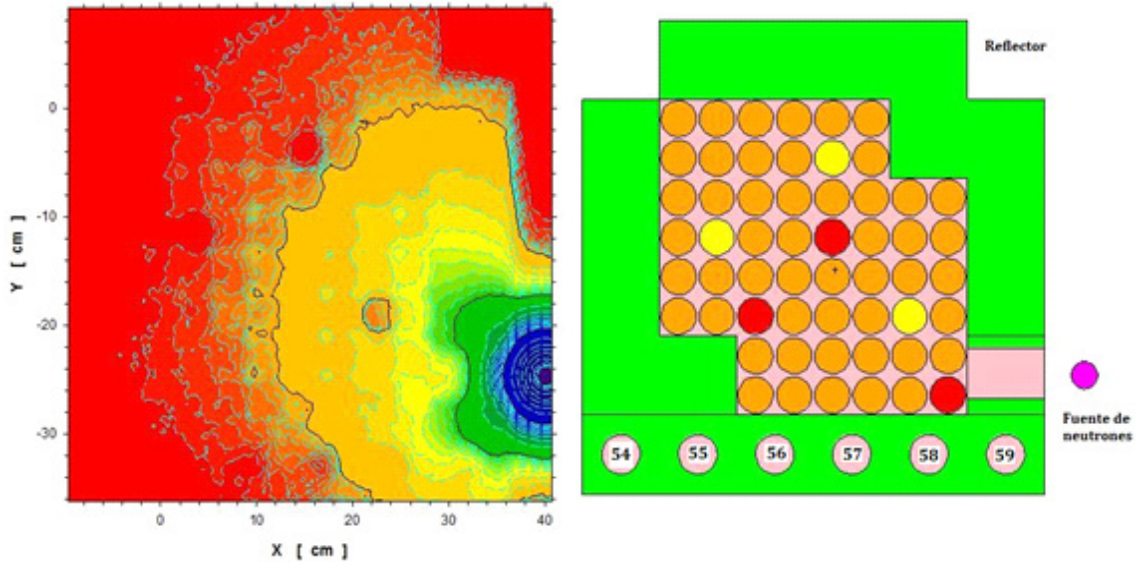 Y [ cm ]
0
-10
-20
-30
0 10 20 30 40
X [ cm ]
Reflector
Fuente de
neutrones
54 55 56 57 58 59